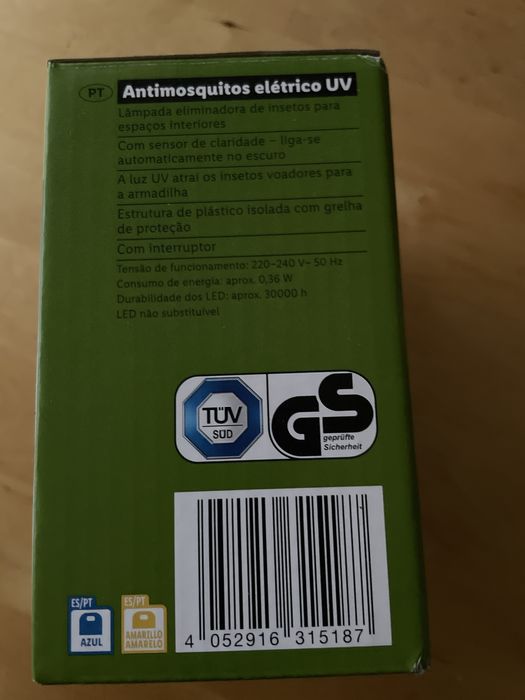 PT Antimosquitos elétrico UV
Lâmpada eliminadora de insetos para
espaços interiores
Com sensor de claridade – liga-se
automaticamente no escuro
A luz UV atrai os insetos voadores para
a armadilha
Estrutura de plástico isolada com grelha
de proteção
Com interruptor
Tensão de funcionamento: 220–240 V~ 50 Hz
Consumo de energia: aprox. 0,36 W
Durabilidade dos LED: aprox. 30000 h
LED não substituível
TÜV
SÜD
GS
geprüfte
Sicherheit
ES/PT
AZUL
ES/PT
AMARILLO
AMARELO
4 052916 315187